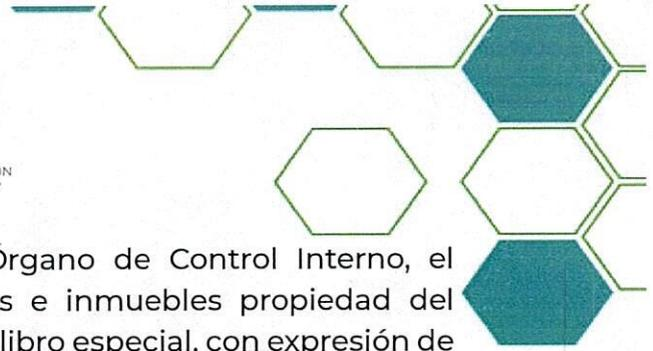 N
Órgano de Control Interno, el
s e inmuebles propiedad del
libro especial, con expresión de